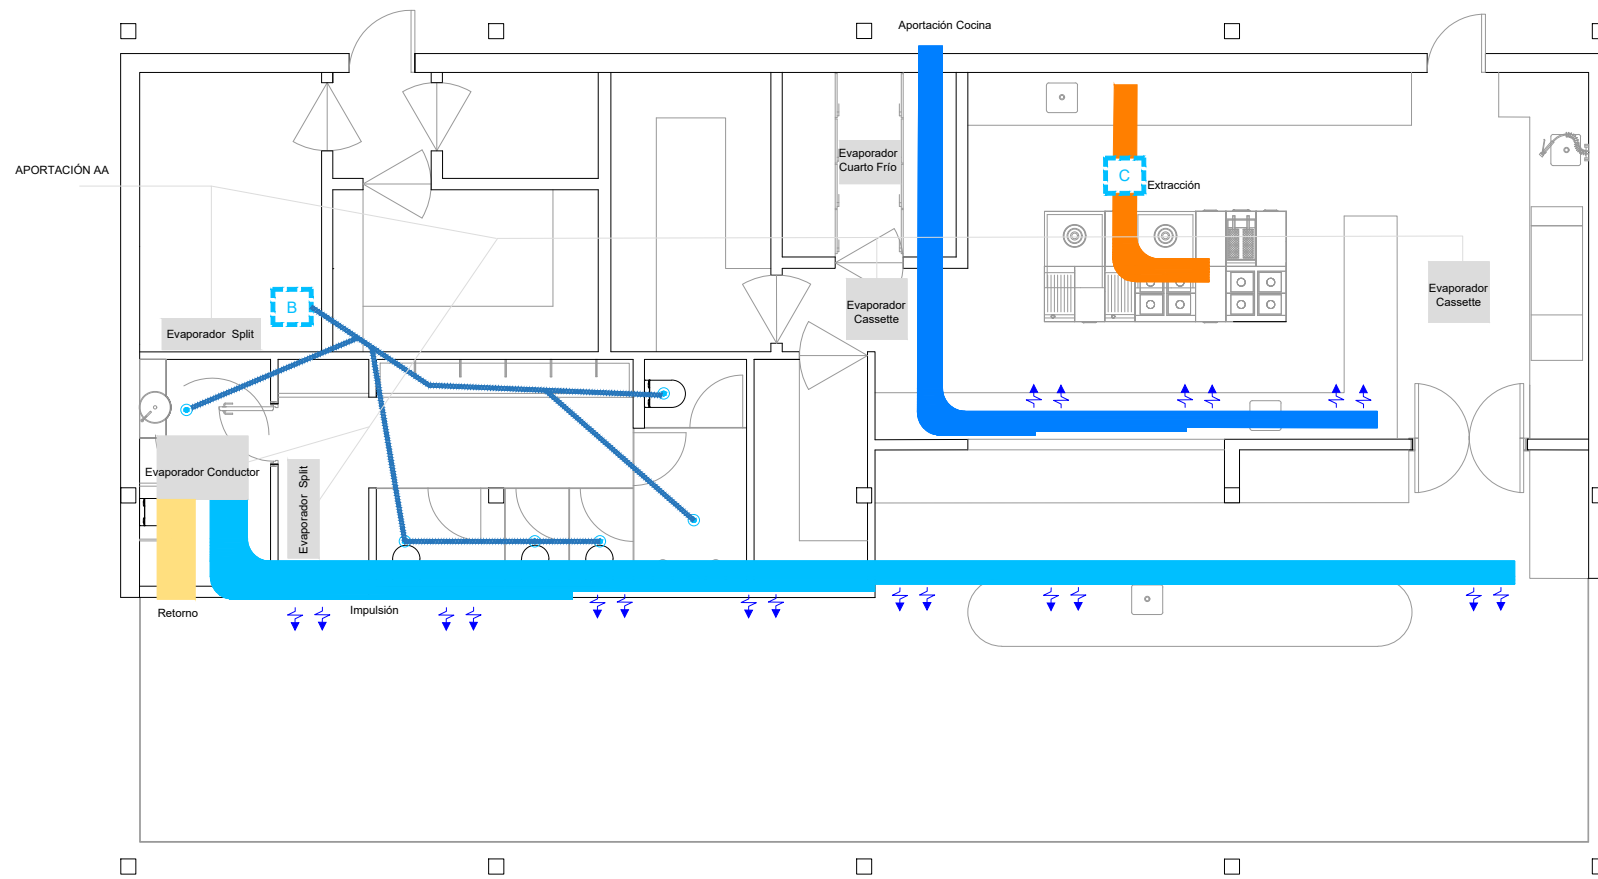 Aportación Cocina
Evaporador
Cuarto Frío
APORTACIÓN AA
C
Extracción
B
Evaporador Split
Evaporador
Cassette
Evaporador
Cassette
Evaporador Conductor
Evaporador Split
Retorno
Impulsión